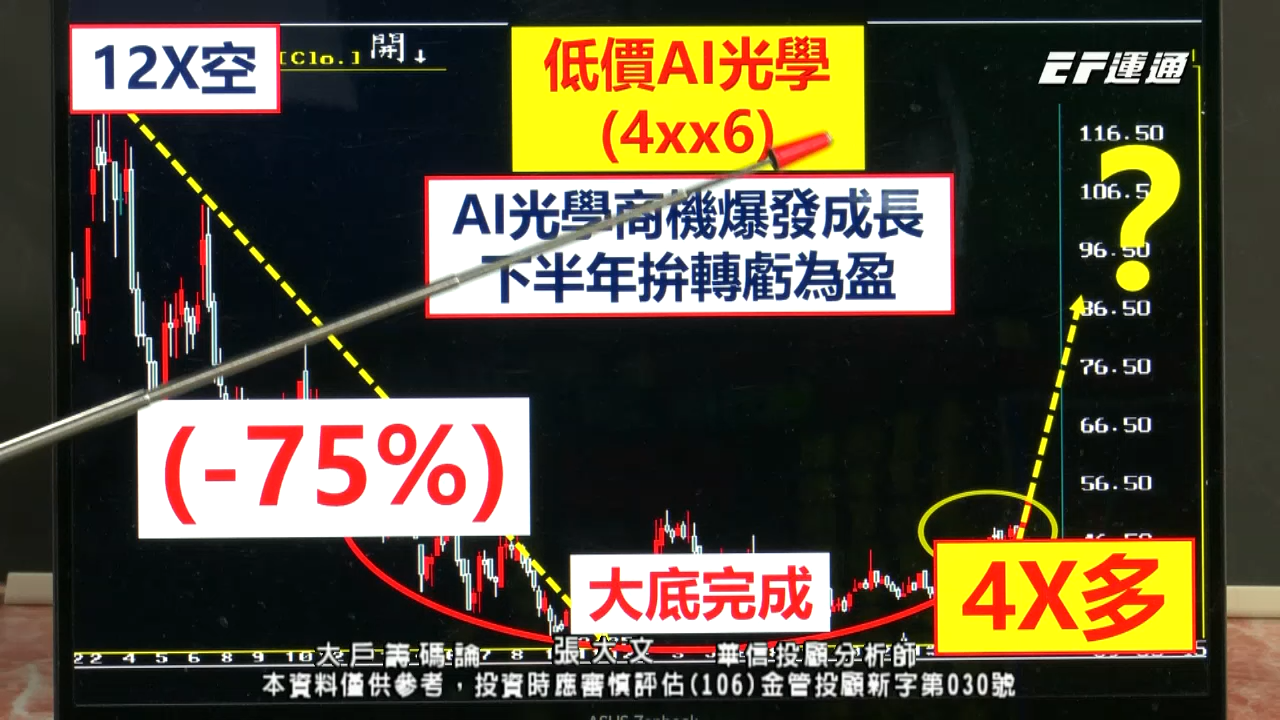 12X空
[Clo.] 開↓
低價AI光學
(4xx6)
EF運通
AI光學商機爆發成長
下半年拚轉虧為盈
116.50
106.5
96.50
86.50
76.50
66.50
56.50
?
(-75%)
大底完成
4X多
大戶籌碼論 張大文 華信投顧分析師
本資料僅供參考，投資時應審慎評估(106)金管投顧新字第030號